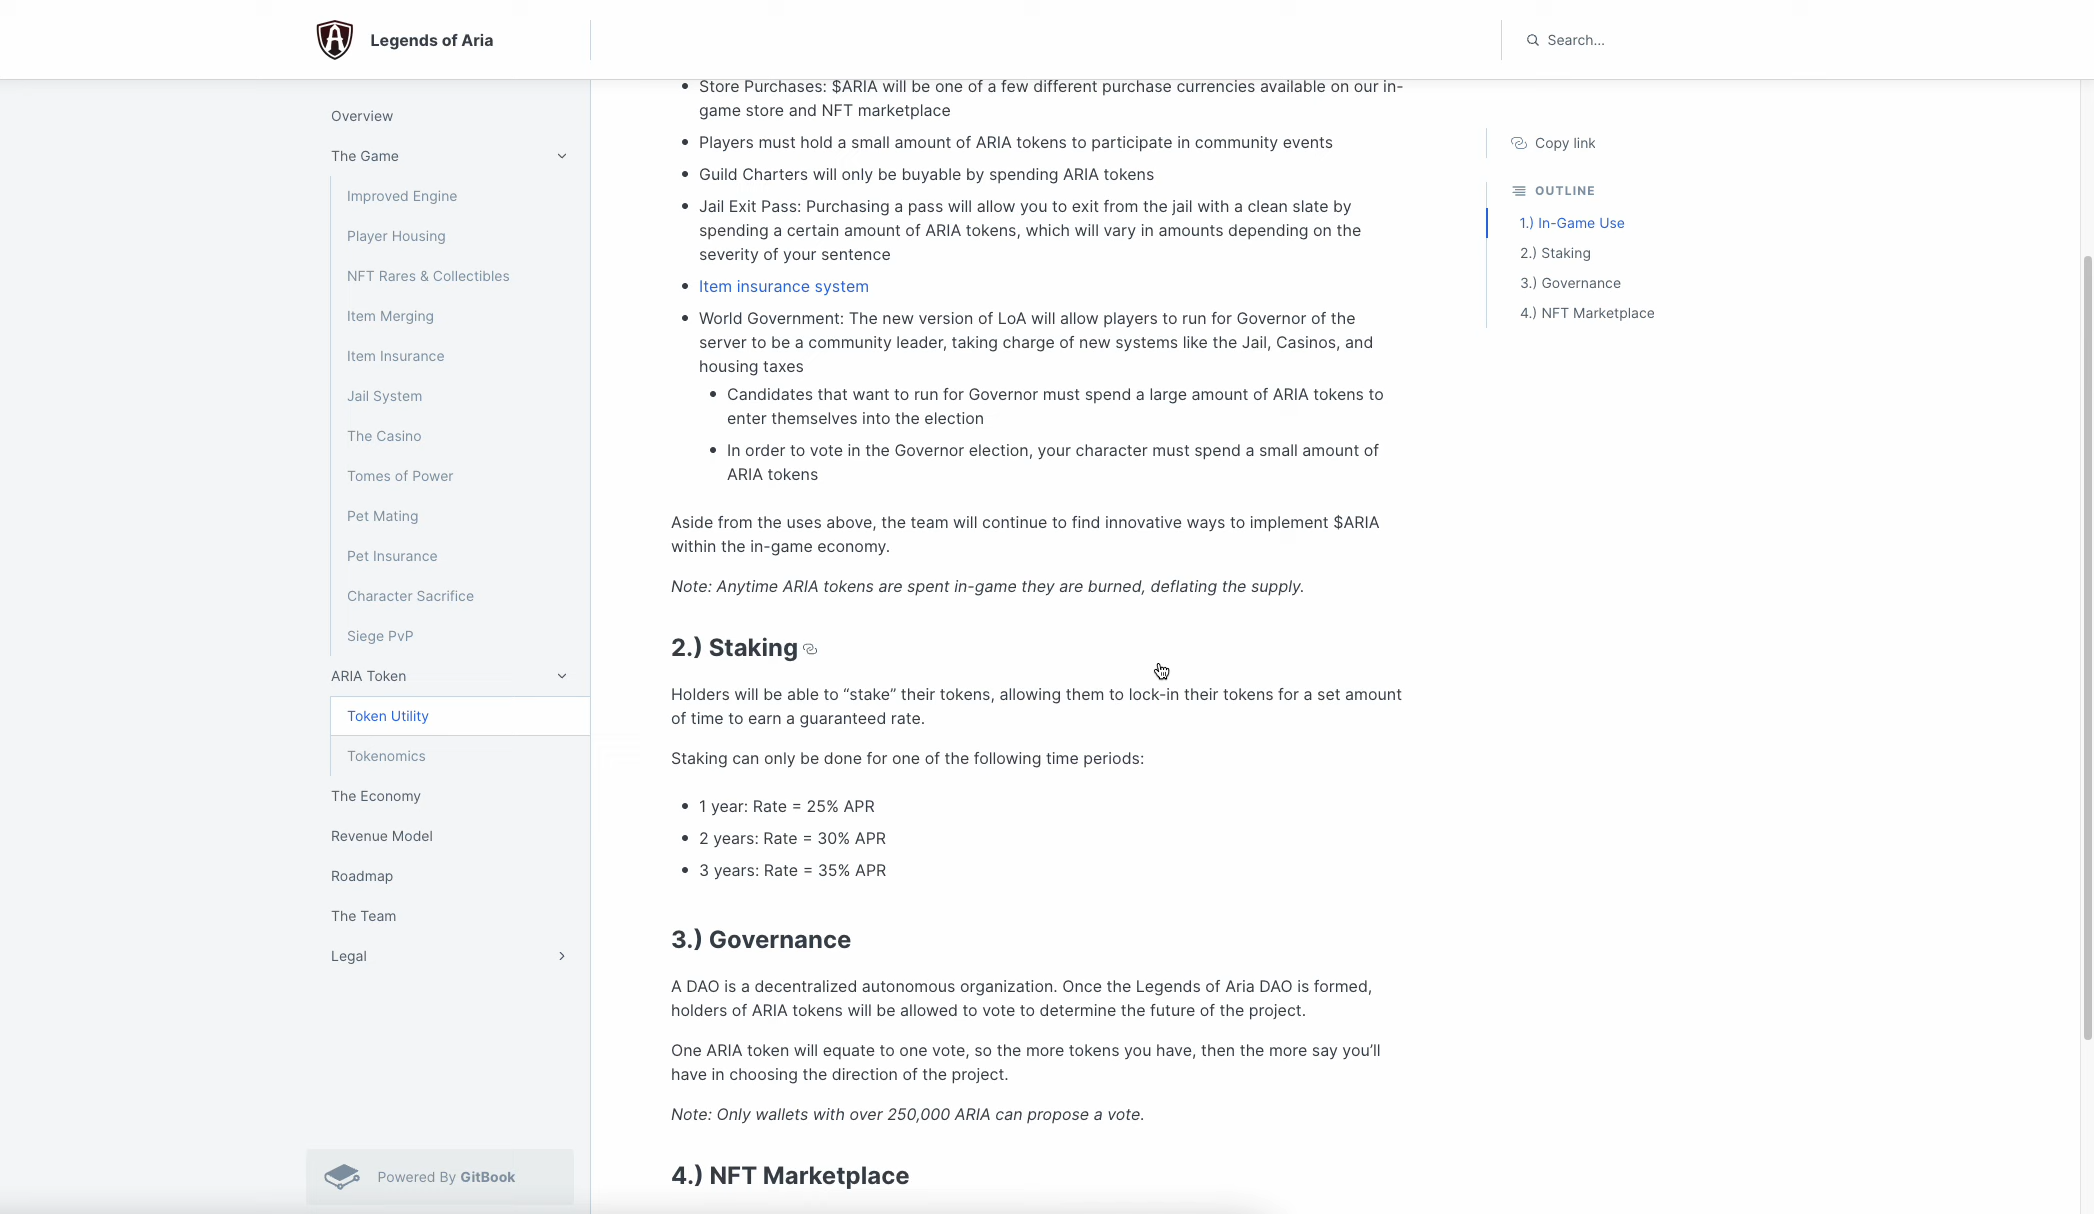 Legends of Aria
Search...
Overview
The Game
Improved Engine
Player Housing
NFT Rares & Collectibles
Item Merging
Item Insurance
Jail System
The Casino
Tomes of Power
Pet Mating
Pet Insurance
Character Sacrifice
Siege PvP
ARIA Token
Token Utility
Tokenomics
The Economy
Revenue Model
Roadmap
The Team
Legal
Powered By GitBook
Store Purchases: $ARIA will be one of a few different purchase currencies available on our in-
game store and NFT marketplace
Players must hold a small amount of ARIA tokens to participate in community events
Guild Charters will only be buyable by spending ARIA tokens
Jail Exit Pass: Purchasing a pass will allow you to exit from the jail with a clean slate by
spending a certain amount of ARIA tokens, which will vary in amounts depending on the
severity of your sentence
Item insurance system
World Government: The new version of LoA will allow players to run for Governor of the
server to be a community leader, taking charge of new systems like the Jail, Casinos, and
housing taxes
Candidates that want to run for Governor must spend a large amount of ARIA tokens to
enter themselves into the election
In order to vote in the Governor election, your character must spend a small amount of
ARIA tokens
Aside from the uses above, the team will continue to find innovative ways to implement $ARIA
within the in-game economy.
Note: Anytime ARIA tokens are spent in-game they are burned, deflating the supply.
2.) Staking
Holders will be able to “stake” their tokens, allowing them to lock-in their tokens for a set amount
of time to earn a guaranteed rate.
Staking can only be done for one of the following time periods:
1 year: Rate = 25% APR
2 years: Rate = 30% APR
3 years: Rate = 35% APR
3.) Governance
A DAO is a decentralized autonomous organization. Once the Legends of Aria DAO is formed,
holders of ARIA tokens will be allowed to vote to determine the future of the project.
One ARIA token will equate to one vote, so the more tokens you have, then the more say you’ll
have in choosing the direction of the project.
Note: Only wallets with over 250,000 ARIA can propose a vote.
4.) NFT Marketplace
Copy link
OUTLINE
1.) In-Game Use
2.) Staking
3.) Governance
4.) NFT Marketplace